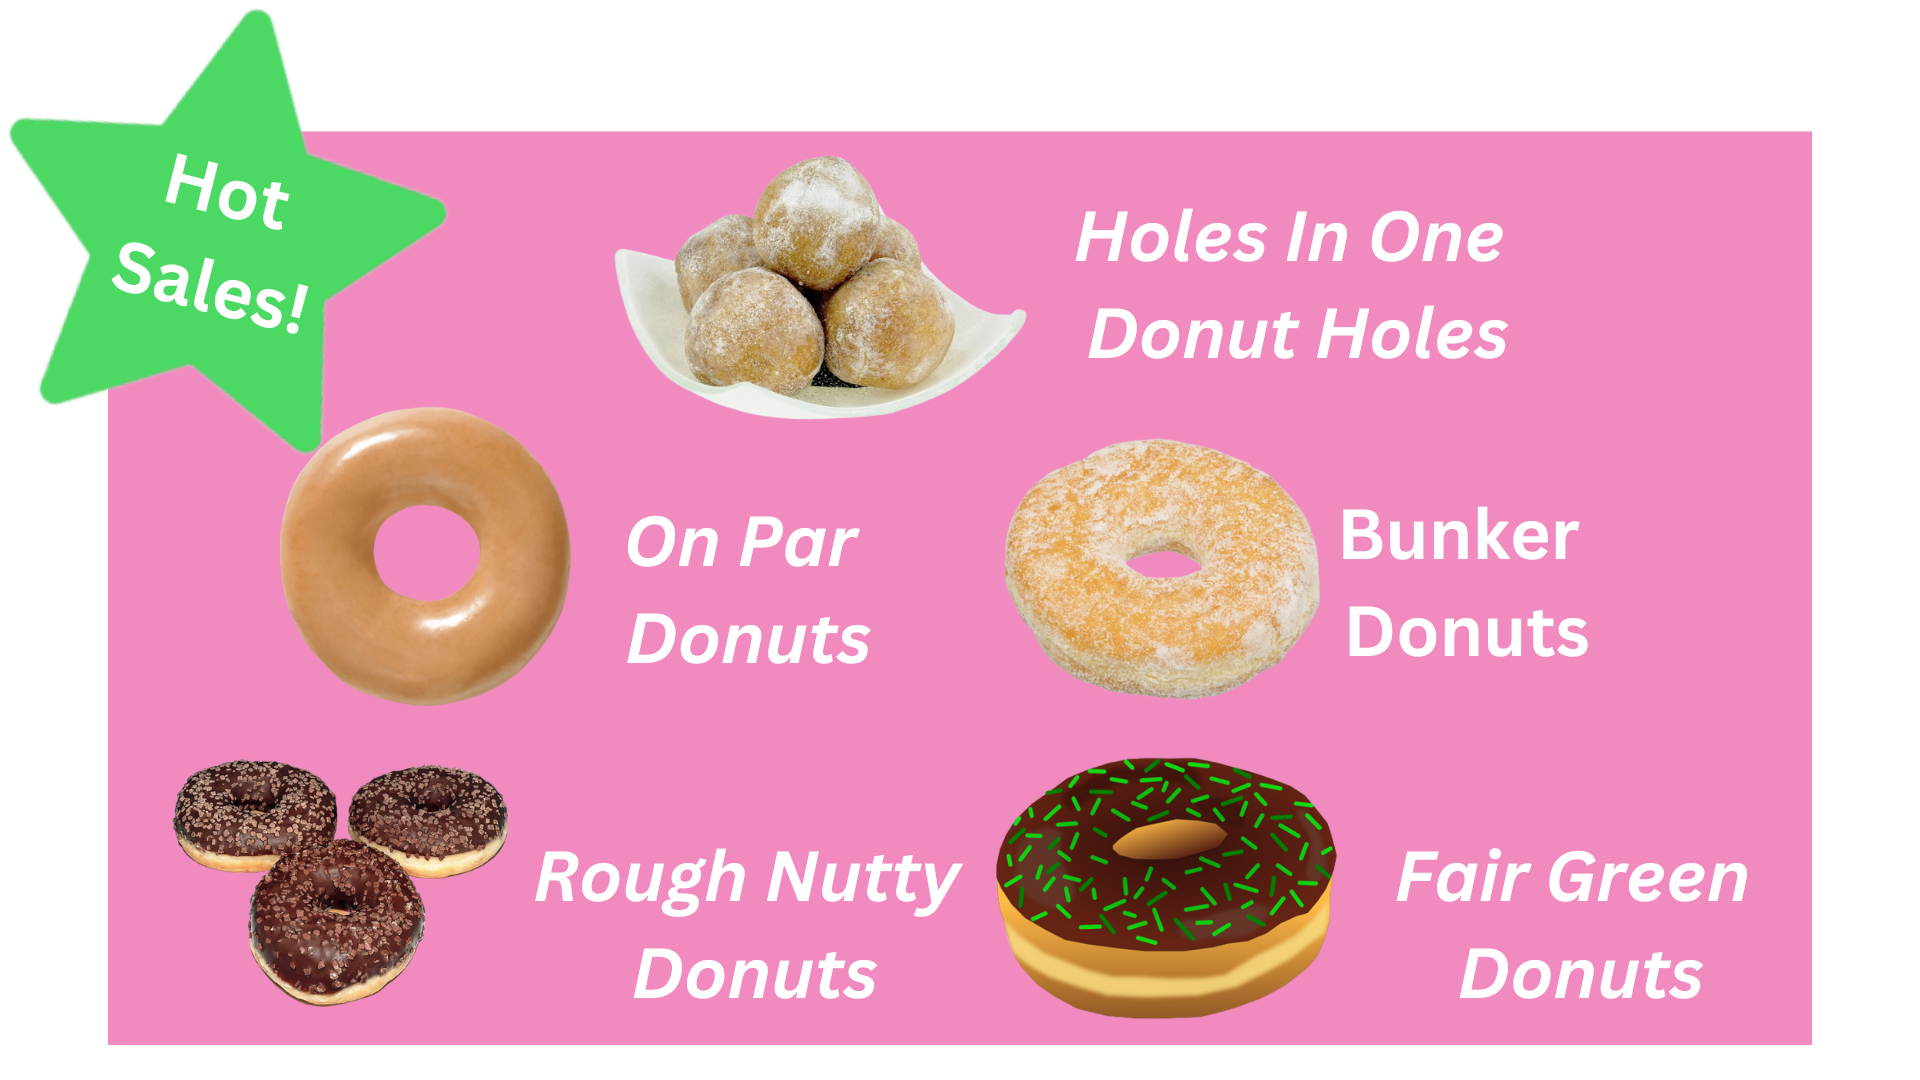 Hot
Sales!
Holes In One
Donut Holes
On Par
Donuts
Bunker
Donuts
Rough Nutty
Donuts
Fair Green
Donuts